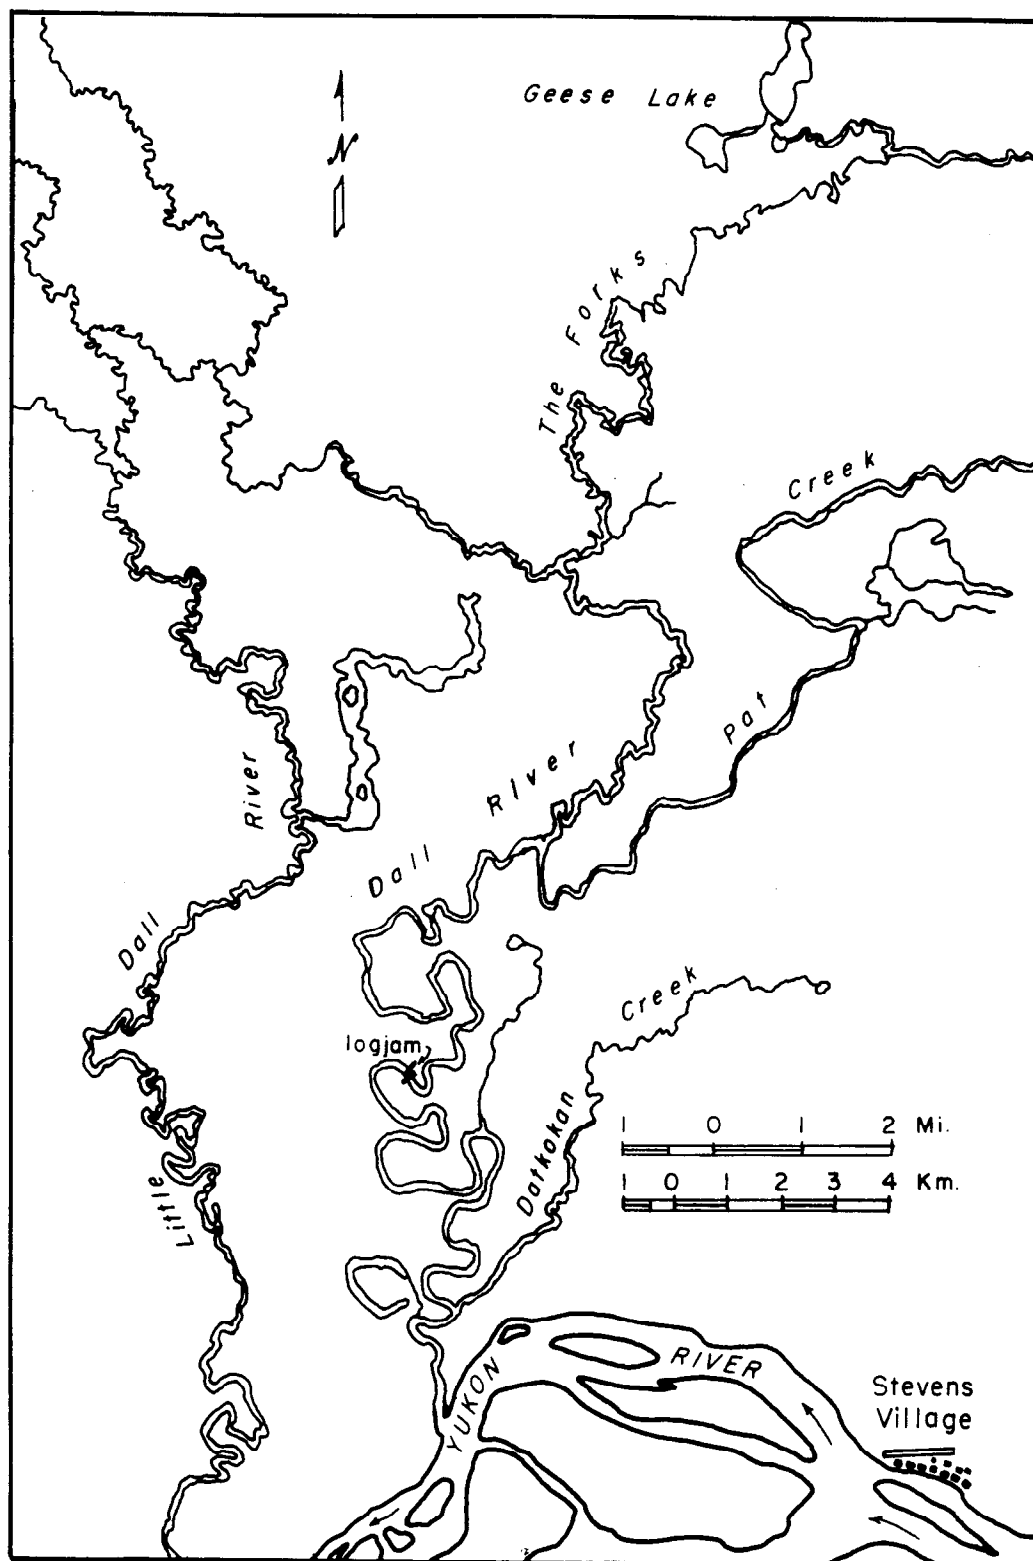 Geese Lake
N
The Forks
Creek
Pat
River
River
Dall
Dall
Creek
logjam
Datkokan
1 0 1 2 Mi.
1 0 1 2 3 4 Km.
Little
YUKON
RIVER
Stevens
Village